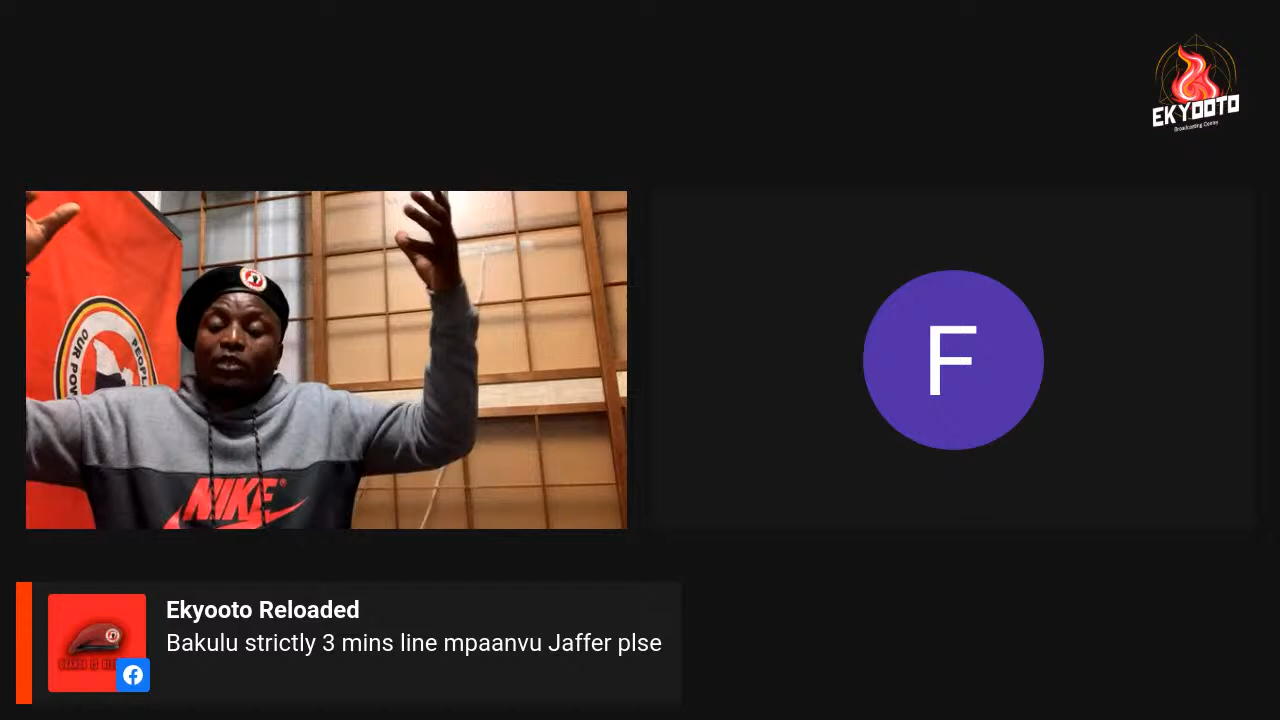 EKYOOTO
Broadcasting Centre
PEOPL
OUR POW
NIKE
F
Ekyooto Reloaded
Bakulu strictly 3 mins line mpaanvu Jaffer plse